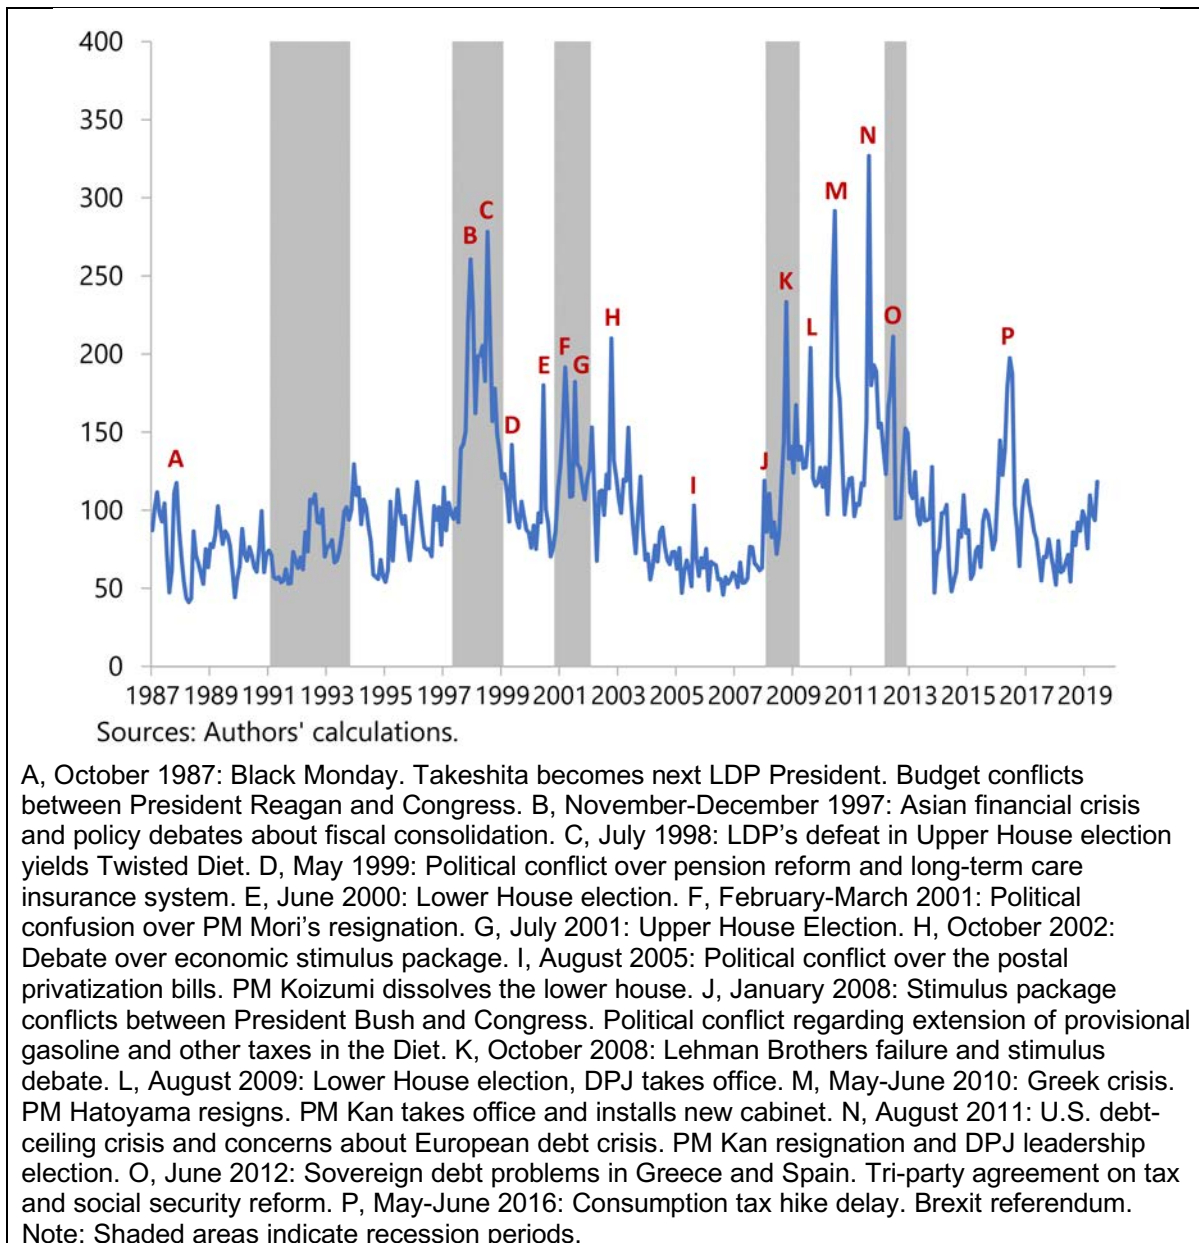 400
350
300
250
200
150
100
50
0
A
B
C
D
E
F
G
H
I
J
K
L
M
N
O
P
1987 1989 1991 1993 1995 1997 1999 2001 2003 2005 2007 2009 2011 2013 2015 2017 2019
Sources: Authors' calculations.
A, October 1987: Black Monday. Takeshita becomes next LDP President. Budget conflicts
between President Reagan and Congress. B, November-December 1997: Asian financial crisis
and policy debates about fiscal consolidation. C, July 1998: LDP’s defeat in Upper House election
yields Twisted Diet. D, May 1999: Political conflict over pension reform and long-term care
insurance system. E, June 2000: Lower House election. F, February-March 2001: Political
confusion over PM Mori’s resignation. G, July 2001: Upper House Election. H, October 2002:
Debate over economic stimulus package. I, August 2005: Political conflict over the postal
privatization bills. PM Koizumi dissolves the lower house. J, January 2008: Stimulus package
conflicts between President Bush and Congress. Political conflict regarding extension of provisional
gasoline and other taxes in the Diet. K, October 2008: Lehman Brothers failure and stimulus
debate. L, August 2009: Lower House election, DPJ takes office. M, May-June 2010: Greek crisis.
PM Hatoyama resigns. PM Kan takes office and installs new cabinet. N, August 2011: U.S. debt-
ceiling crisis and concerns about European debt crisis. PM Kan resignation and DPJ leadership
election. O, June 2012: Sovereign debt problems in Greece and Spain. Tri-party agreement on tax
and social security reform. P, May-June 2016: Consumption tax hike delay. Brexit referendum.
Note: Shaded areas indicate recession periods.